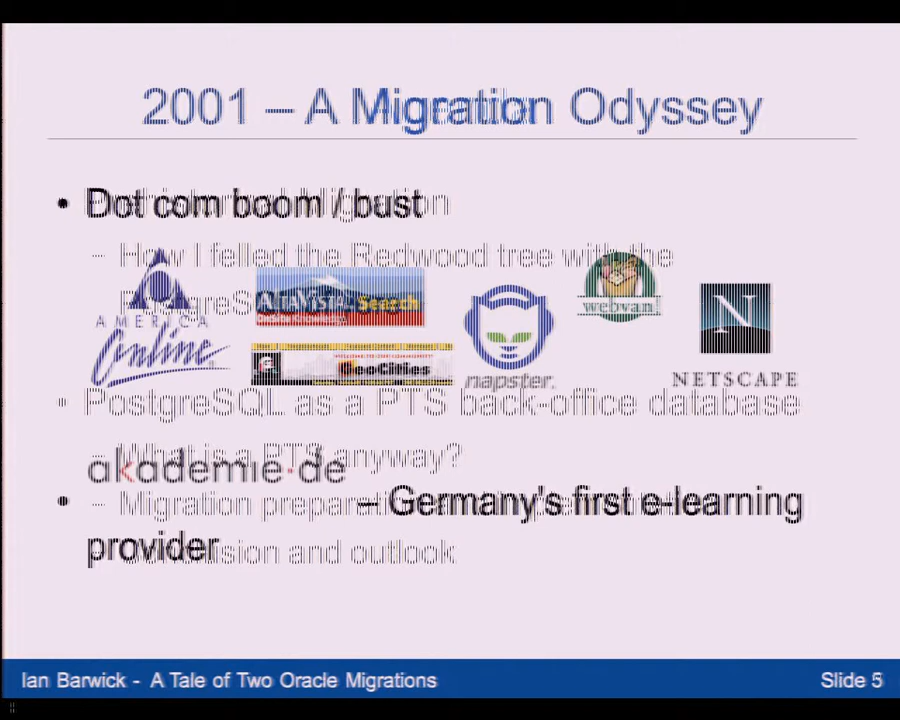 2001 – A Migration Odyssey
• Dot com boom / bust
– How I felled the Redwood tree with the
PostgreS
AMERICA
Online
ALTAVISTA Search
GeoCities
napster.
webvan
N
NETSCAPE
• PostgreSQL as a PTS back-office database
– What is a PTS anyway?
akademie.de
– Migration
• – Germany's first e-learning
provider
and outlook
Ian Barwick - A Tale of Two Oracle Migrations
Slide 5